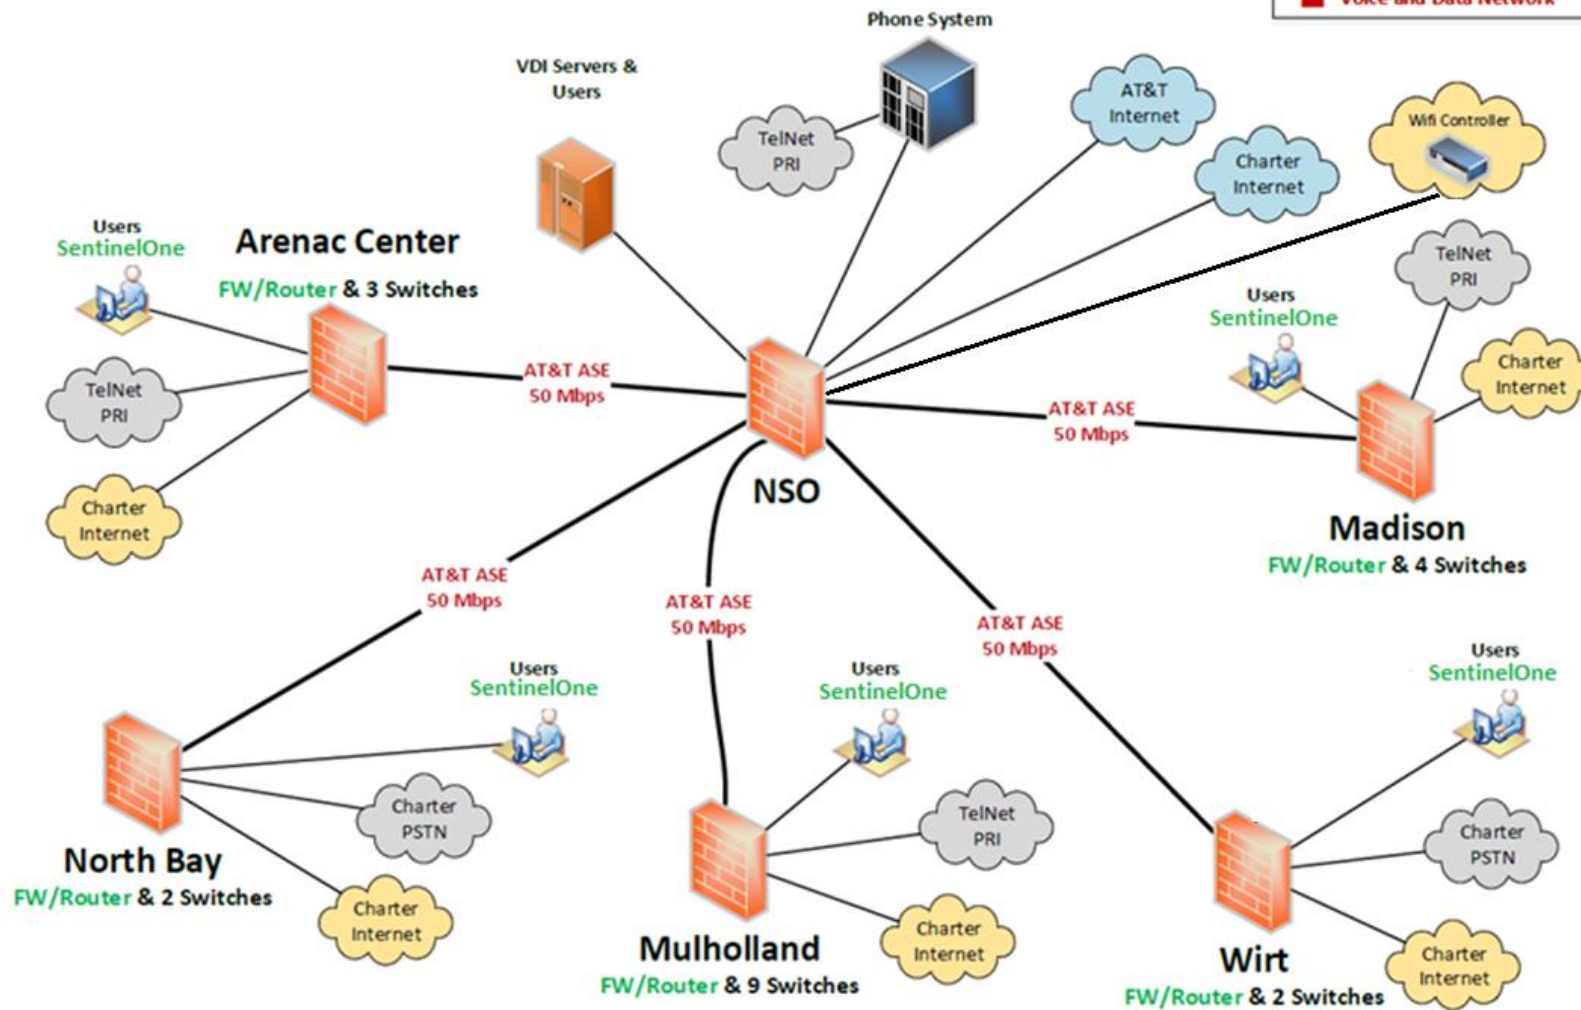 Voice and Data Network
Phone System
VDI Servers &
Users
TelNet
PRI
AT&T
Internet
Charter
Internet
Wifi Controller
Users
SentinelOne
Arenac Center
FW/Router & 3 Switches
TelNet
PRI
Charter
Internet
AT&T ASE
50 Mbps
NSO
AT&T ASE
50 Mbps
Users
SentinelOne
TelNet
PRI
Charter
Internet
Madison
FW/Router & 4 Switches
AT&T ASE
50 Mbps
AT&T ASE
50 Mbps
AT&T ASE
50 Mbps
Users
SentinelOne
Charter
PSTN
Charter
Internet
North Bay
FW/Router & 2 Switches
Users
SentinelOne
TelNet
PRI
Charter
Internet
Mulholland
FW/Router & 9 Switches
Users
SentinelOne
Charter
PSTN
Charter
Internet
Wirt
FW/Router & 2 Switches